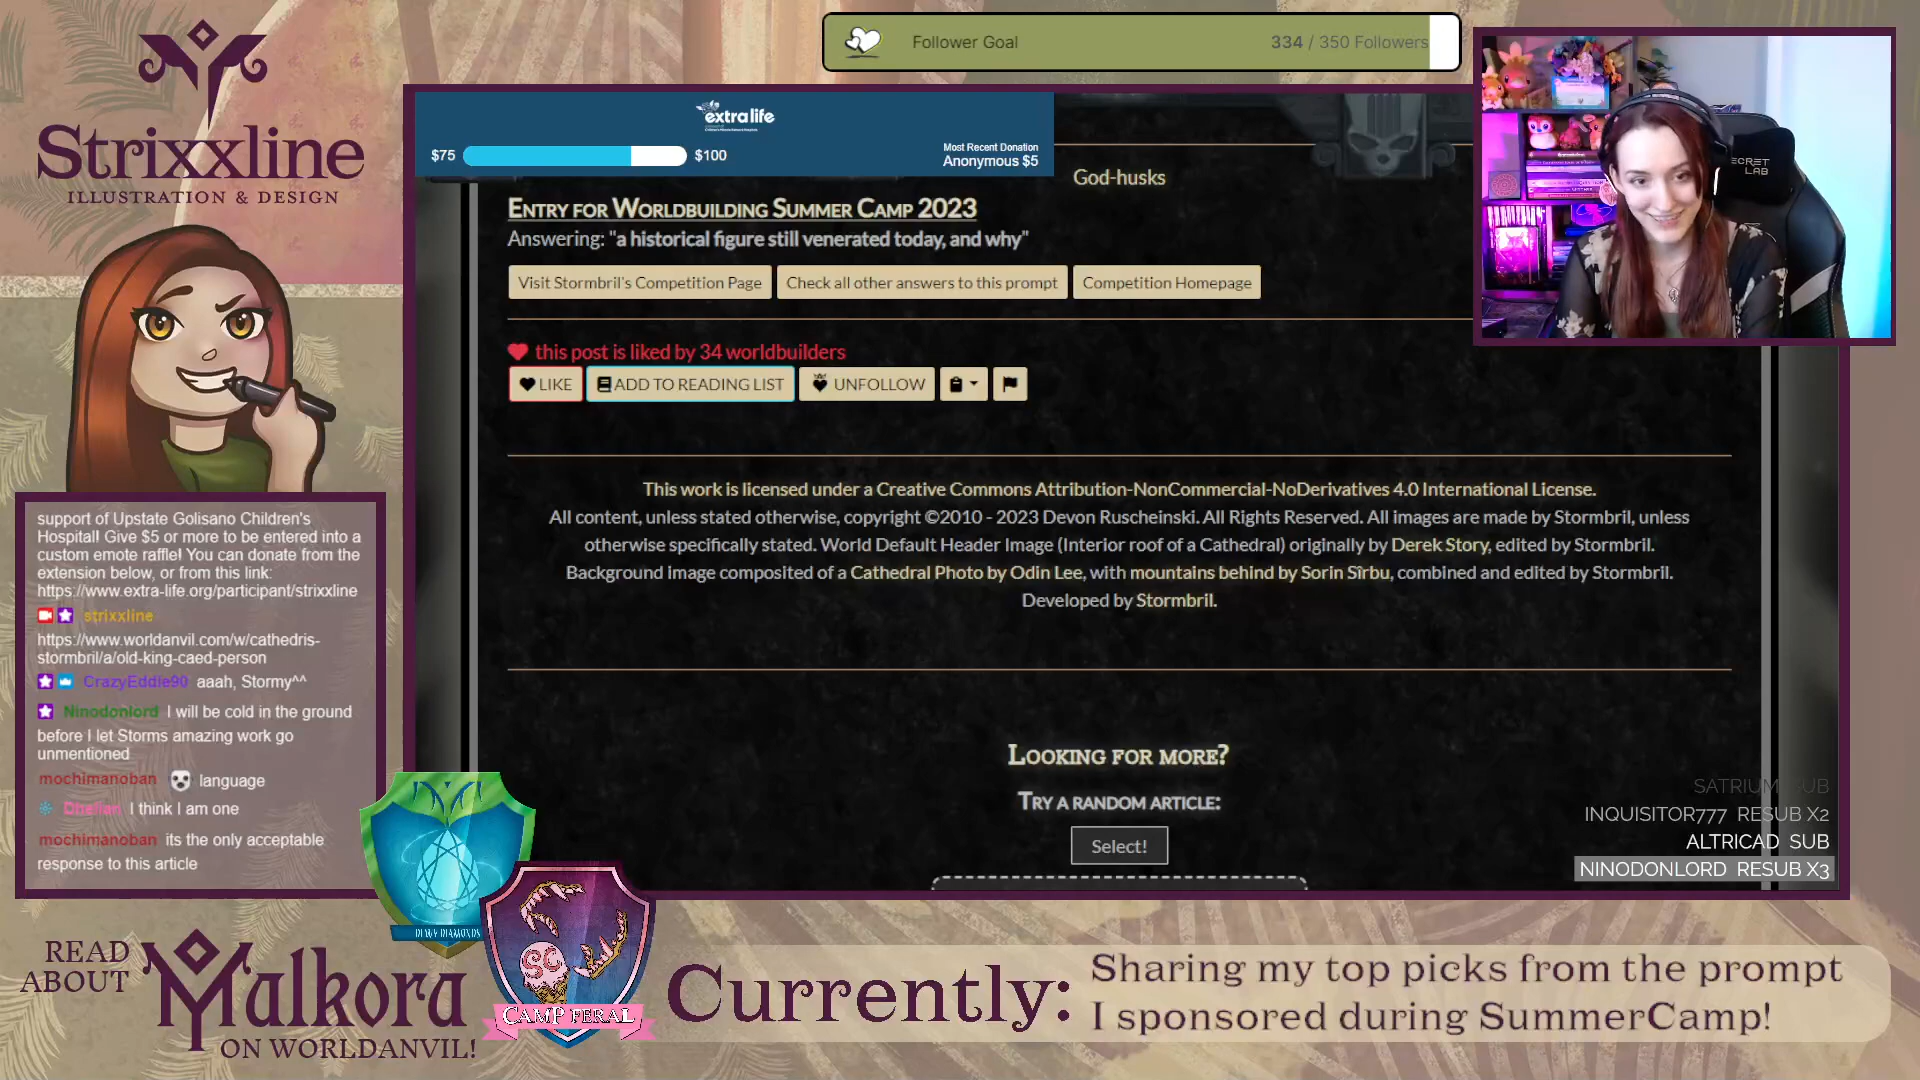 Strixxline
ILLUSTRATION & DESIGN
Follower Goal
334 / 350 Followers
extralife
$75
$100
Most Recent Donation
Anonymous $5
God-husks
ENTRY FOR WORLDBUILDING SUMMER CAMP 2023
Answering: "a historical figure still venerated today, and why"
Visit Stormbril's Competition Page
Check all other answers to this prompt
Competition Homepage
this post is liked by 34 worldbuilders
LIKE
ADD TO READING LIST
UNFOLLOW
This work is licensed under a Creative Commons Attribution-NonCommercial-NoDerivatives 4.0 International License.
All content, unless stated otherwise, copyright ©2010 - 2023 Devon Ruscheinski. All Rights Reserved. All images are made by Stormbril, unless
otherwise specifically stated. World Default Header Image (Interior roof of a Cathedral) originally by Derek Story, edited by Stormbril.
Background image composited of a Cathedral Photo by Odin Lee, with mountains behind by Sorin Sîrbu, combined and edited by Stormbril.
Developed by Stormbril.
LOOKING FOR MORE?
TRY A RANDOM ARTICLE:
Select!
SECRET
LAB
support of Upstate Golisano Children's
Hospital! Give $5 or more to be entered into a
custom emote raffle! You can donate from the
extension below, or from this link:
https://www.extra-life.org/participant/strixxline
strixxline
https://www.worldanvil.com/w/cathedris-
stormbril/a/old-king-caed-person
CrazyEddie90 aaah, Stormy^^
Ninodonlord I will be cold in the ground
before I let Storms amazing work go
unmentioned
mochimanoban language
Dhelian I think I am one
mochimanoban its the only acceptable
response to this article
SATRIUM SUB
INQUISITOR777 RESUB X2
ALTRICAD SUB
NINODONLORD RESUB X3
DEWY DIAMONDS
SC
CAMP FERAL
READ
ABOUT
Malkora
ON WORLDANVIL!
Currently:
Sharing my top picks from the prompt
I sponsored during SummerCamp!